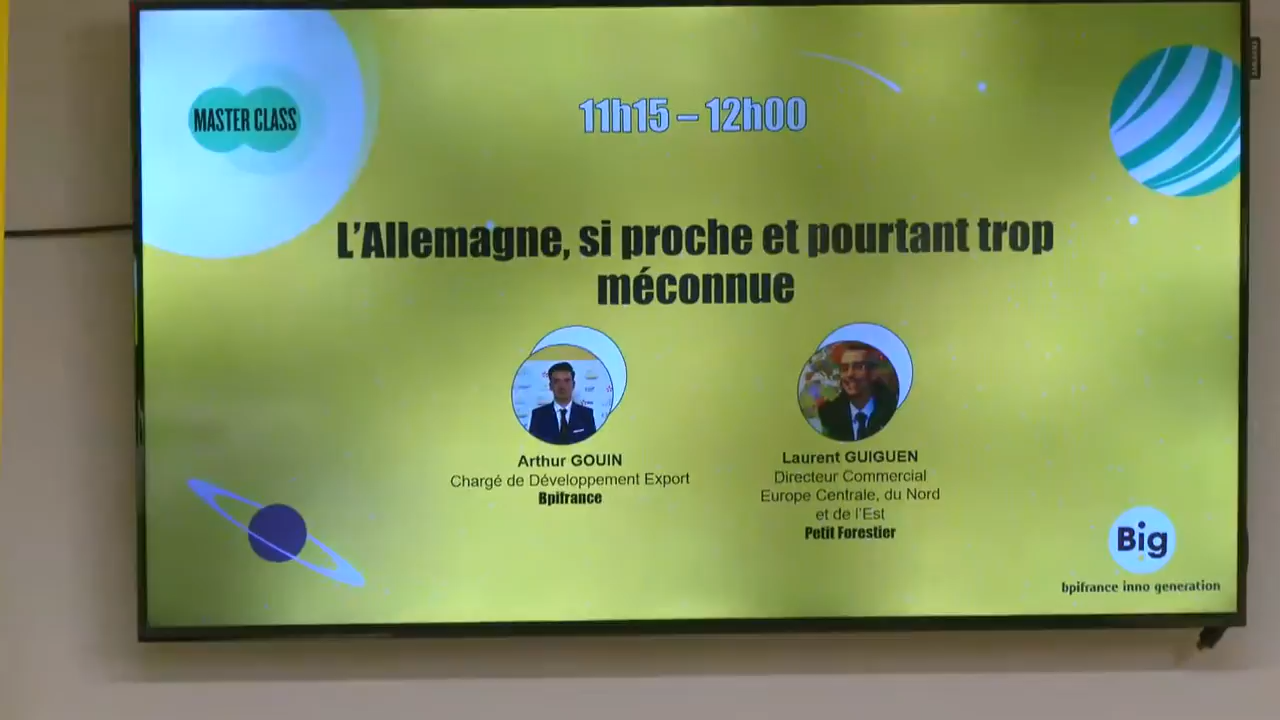 MASTER CLASS
11h15 – 12h00
L'Allemagne, si proche et pourtant trop
méconnue
Arthur GOUIN
Chargé de Développement Export
Bpifrance
Laurent GUIGUEN
Directeur Commercial
Europe Centrale, du Nord
et de l'Est
Petit Forestier
Big
bpifrance inno generation